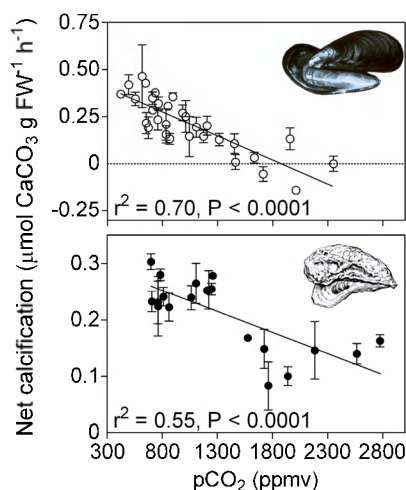 Net calcification (μmol CaCO₃ g FW⁻¹ h⁻¹)
0.75
0.50
0.25
0
-0.25
r² = 0.70, P < 0.0001
0.3
0.2
0.1
0
r² = 0.55, P < 0.0001
300 800 1300 1800 2300 2800
pCO₂ (ppmv)